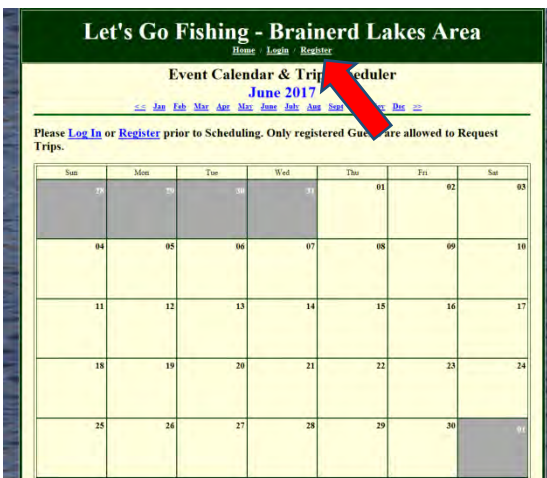 Let's Go Fishing - Brainerd Lakes Area
Home / Login / Register
Event Calendar & Trip Scheduler
June 2017
<< Jan Feb Mar Apr May June July Aug Sept Dec >>
Please Log In or Register prior to Scheduling. Only registered Guests are allowed to Request
Trips.
Sun Mon Tue Wed Thu Fri Sat
28 29 30 31 01 02 03
04 05 06 07 08 09 10
11 12 13 14 15 16 17
18 19 20 21 22 23 24
25 26 27 28 29 30 01